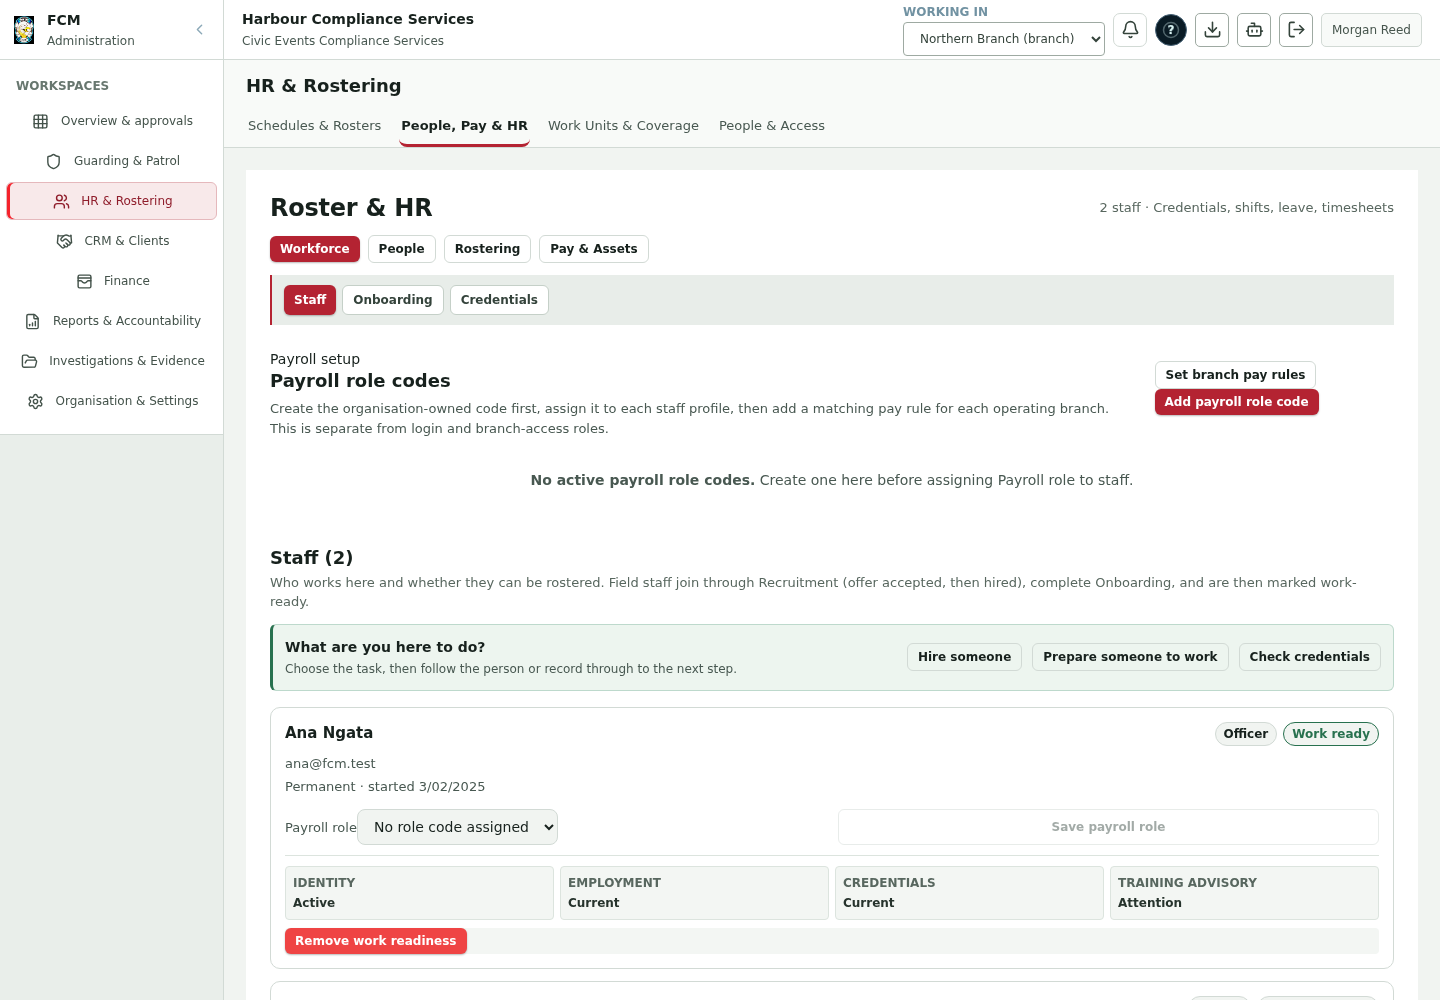 FCM
Administration
WORKSPACES
Overview & approvals
Guarding & Patrol
HR & Rostering
CRM & Clients
Finance
Reports & Accountability
Investigations & Evidence
Organisation & Settings
Harbour Compliance Services
Civic Events Compliance Services
WORKING IN
Northern Branch (branch)
?
Morgan Reed
HR & Rostering
Schedules & Rosters
People, Pay & HR
Work Units & Coverage
People & Access
Roster & HR
2 staff · Credentials, shifts, leave, timesheets
Workforce
People
Rostering
Pay & Assets
Staff
Onboarding
Credentials
Payroll setup
Payroll role codes
Create the organisation-owned code first, assign it to each staff profile, then add a matching pay rule for each operating branch.
This is separate from login and branch-access roles.
Set branch pay rules
Add payroll role code
No active payroll role codes. Create one here before assigning Payroll role to staff.
Staff (2)
Who works here and whether they can be rostered. Field staff join through Recruitment (offer accepted, then hired), complete Onboarding, and are then marked work-
ready.
What are you here to do?
Choose the task, then follow the person or record through to the next step.
Hire someone
Prepare someone to work
Check credentials
Ana Ngata
Officer
Work ready
ana@fcm.test
Permanent · started 3/02/2025
Payroll role
No role code assigned
Save payroll role
IDENTITY
Active
EMPLOYMENT
Current
CREDENTIALS
Current
TRAINING ADVISORY
Attention
Remove work readiness